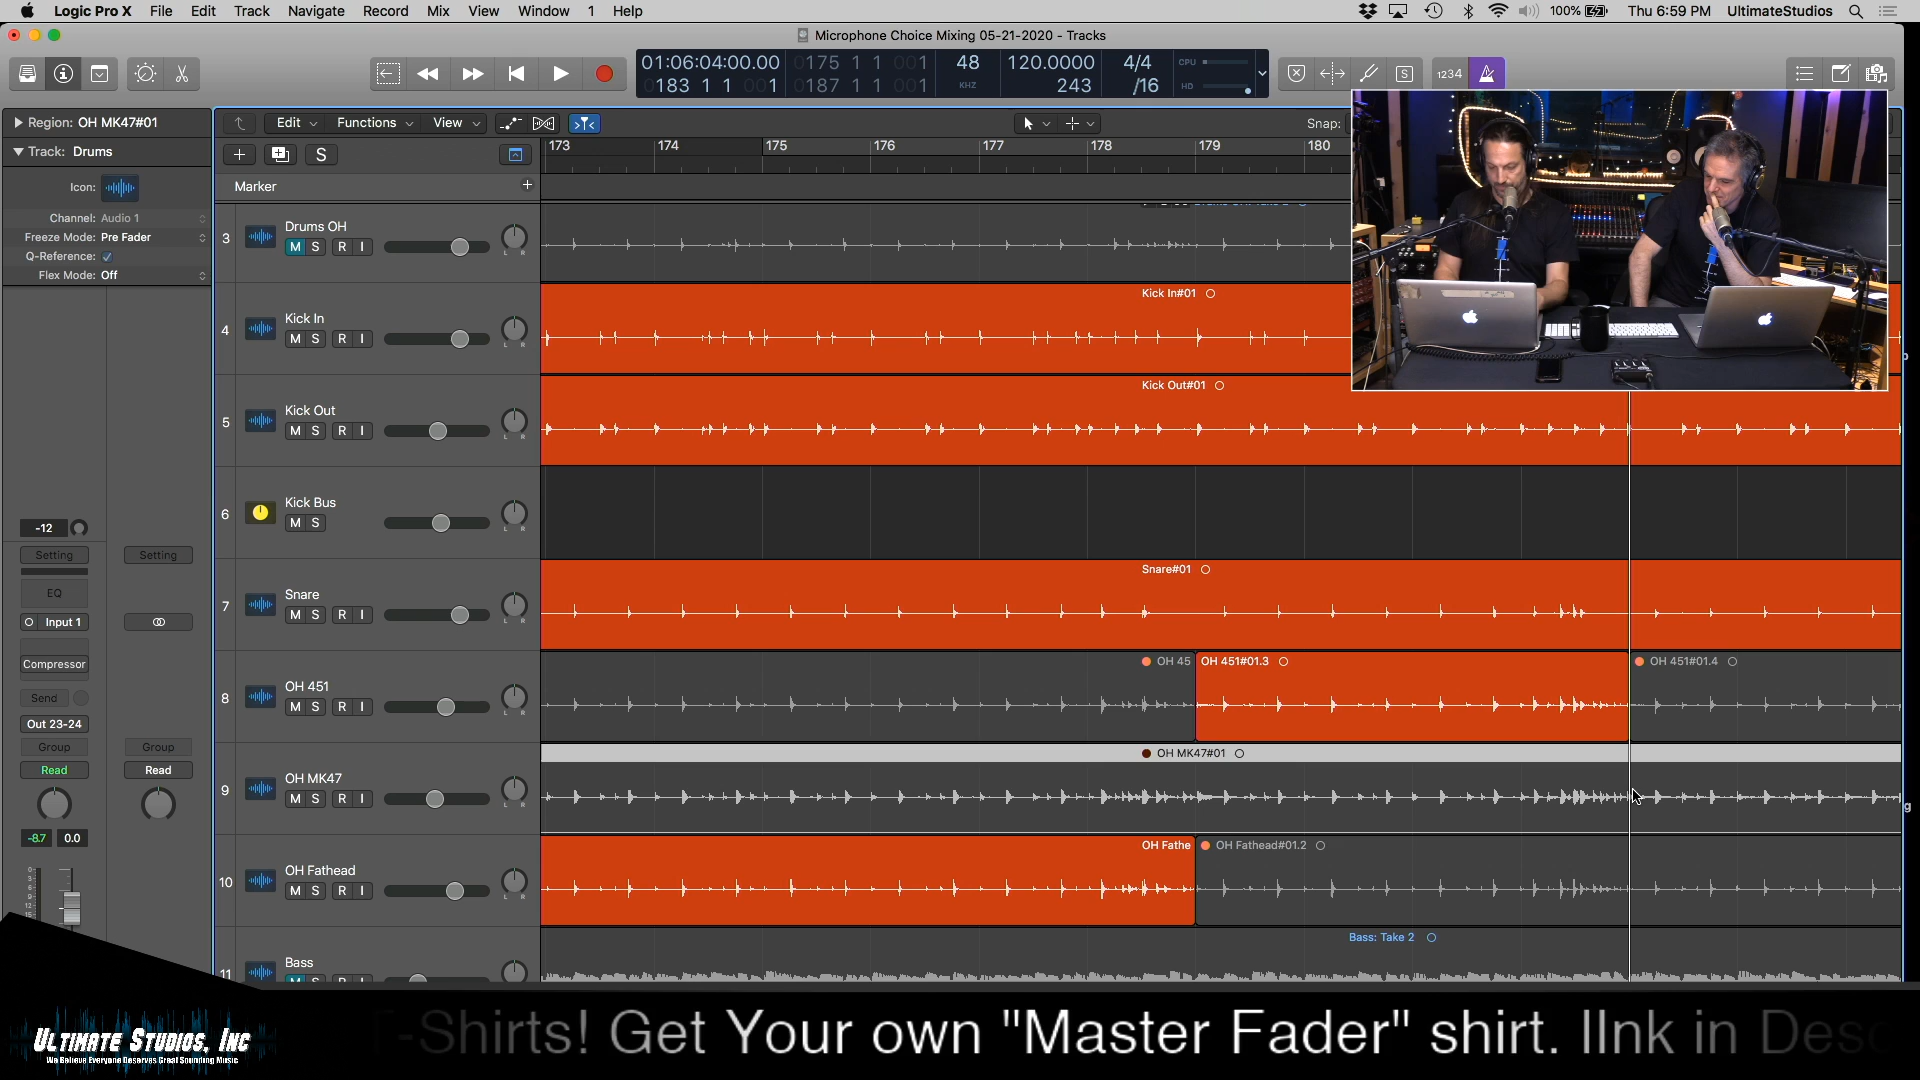 Logic Pro X File Edit Track Navigate Record Mix View Window 1 Help
100% Thu 6:59 PM UltimateStudios
Microphone Choice Mixing 05-21-2020 - Tracks
01:06:04:00.00 0175 1 1 001 48 120.0000 4/4 CPU
0183 1 1 001 0187 1 1 001 KHZ 243 /16 HD
S 1234
Region: OH MK47#01
Edit Functions View Snap:
Track: Drums
S
173 174 175 176 177 178 179 180
Icon:
Marker
Channel: Audio 1
Freeze Mode: Pre Fader
Q-Reference:
Flex Mode: Off
3 Drums OH
M S R I L R
4 Kick In
M S R I L R
Kick In#01
5 Kick Out
M S R I L R
Kick Out#01
6 Kick Bus
M S L R
7 Snare
M S R I L R
Snare#01
8 OH 451
M S R I L R
OH 45 OH 451#01.3 OH 451#01.4
9 OH MK47
M S R I L R
OH MK47#01
10 OH Fathead
M S R I L R
OH Fathe OH Fathead#01.2
11 Bass
Bass: Take 2
-12
Setting Setting
EQ
Input 1
Compressor
Send
Out 23-24
Group Group
Read Read
-8.7 0.0
0
3
6
9
12
15
ULTIMATE STUDIOS, INC
We Believe Everyone Deserves Great Sounding Music
T-Shirts! Get Your own "Master Fader" shirt. lInk in Desc